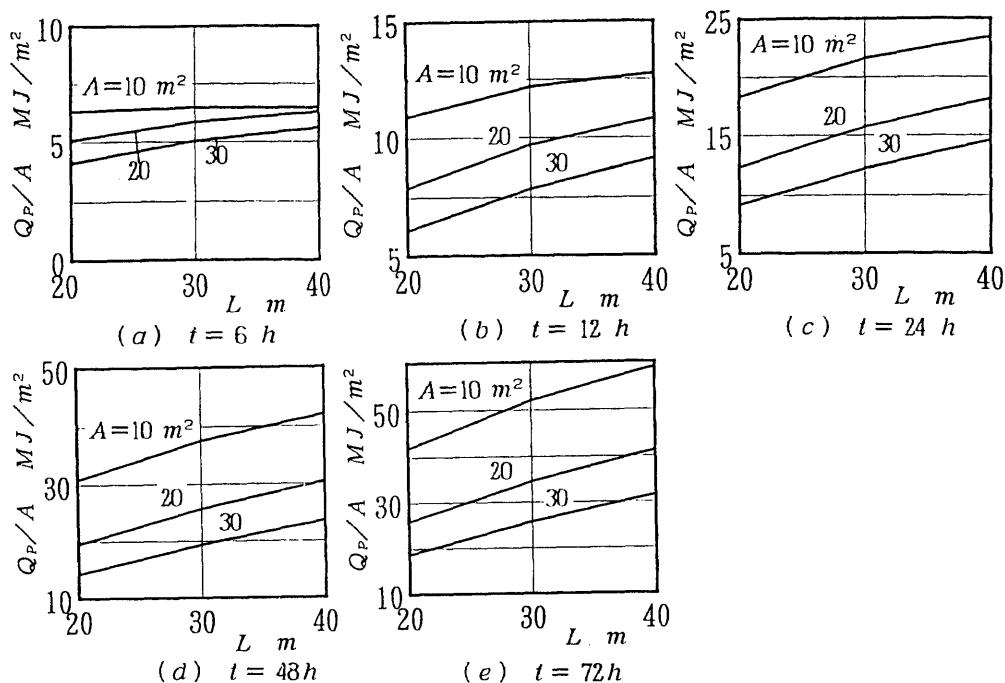 10
5
0
Q_P/A MJ/m²
A=10 m²
20
30
20 30 40
L m
(a) t=6 h
15
10
5
Q_P/A MJ/m²
A=10 m²
20
30
20 30 40
L m
(b) t=12 h
25
15
5
Q_P/A MJ/m²
A=10 m²
20
30
20 30 40
L m
(c) t=24 h
50
30
10
Q_P/A MJ/m²
A=10 m²
20
30
20 30 40
L m
(d) t=48h
50
30
10
Q_P/A MJ/m²
A=10 m²
20
30
20 30 40
L m
(e) t=72h